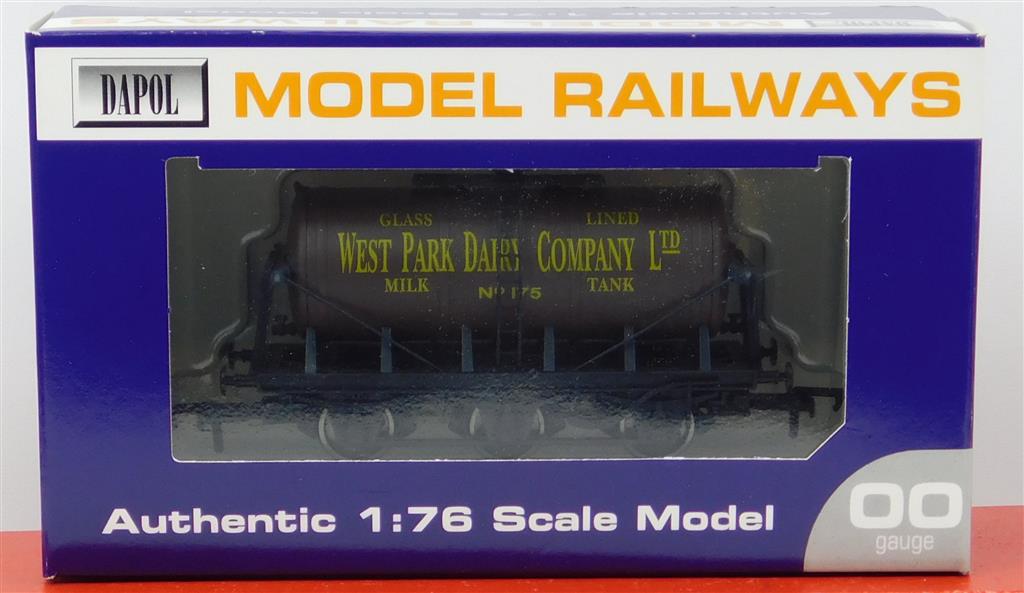 DAPOL
MODEL RAILWAYS
GLASS LINED
WEST PARK DAIRY COMPANY LTD
MILK TANK
No 175
Authentic 1:76 Scale Model
OO
gauge